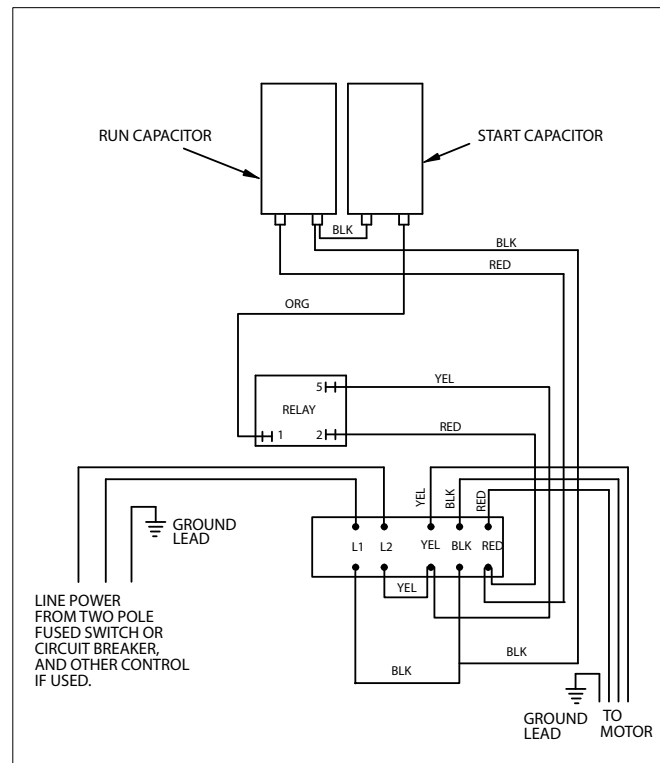 RUN CAPACITOR
START CAPACITOR
BLK
BLK
RED
ORG
YEL
5
RELAY
1
2
RED
YEL
BLK
RED
GROUND
LEAD
L1
L2
YEL
BLK
RED
YEL
LINE POWER
FROM TWO POLE
FUSED SWITCH OR
CIRCUIT BREAKER,
AND OTHER CONTROL
IF USED.
BLK
BLK
GROUND
LEAD
TO
MOTOR